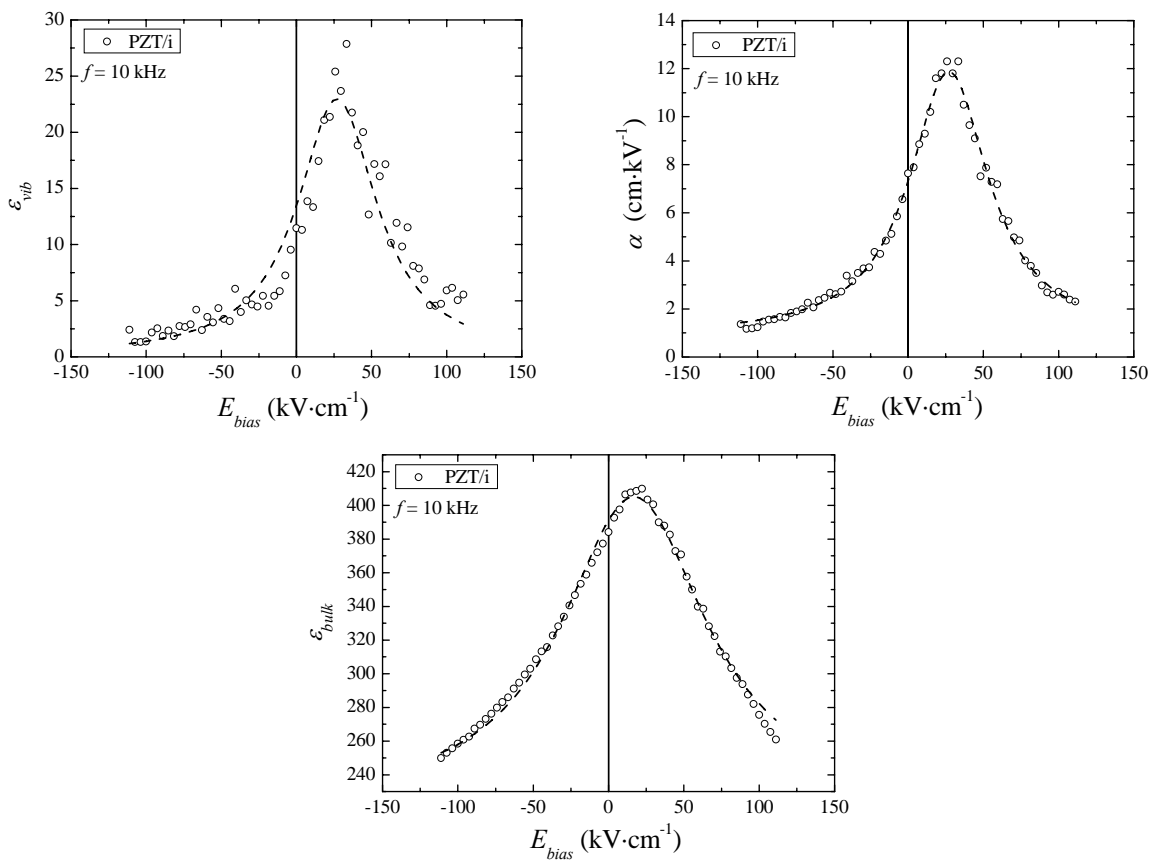 30
25
20
15
10
5
0
ε_vib
PZT/i
f = 10 kHz
-150 -100 -50 0 50 100 150
E_bias (kV·cm⁻¹)
14
12
10
8
6
4
2
0
α (cm·kV⁻¹)
PZT/i
f = 10 kHz
-150 -100 -50 0 50 100 150
E_bias (kV·cm⁻¹)
420
400
380
360
340
320
300
280
260
240
ε_bulk
PZT/i
f = 10 kHz
-150 -100 -50 0 50 100 150
E_bias (kV·cm⁻¹)